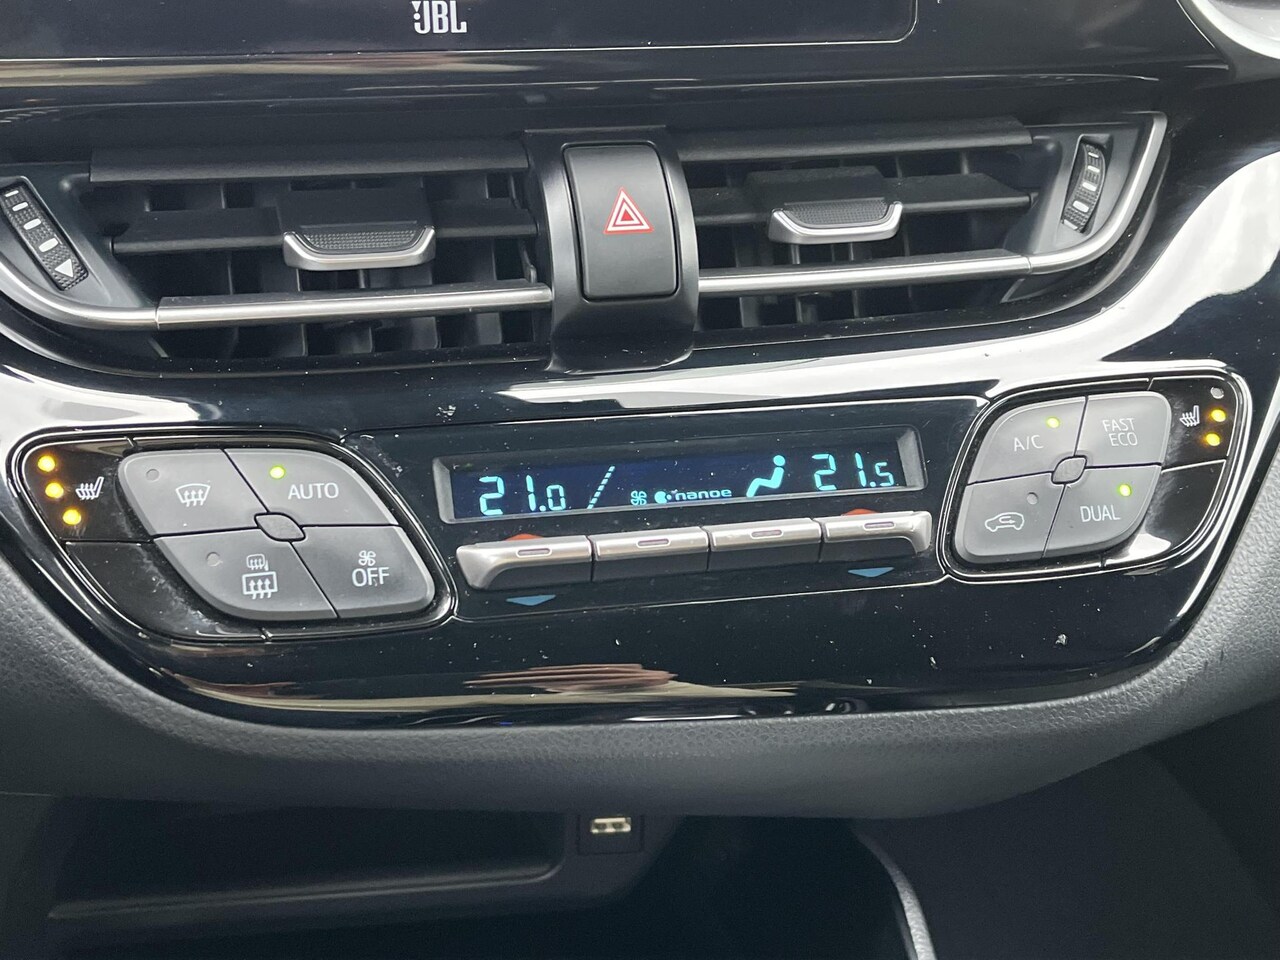 JBL
AUTO
OFF
21.0
nanoe
21.5
A/C
FAST
ECO
DUAL